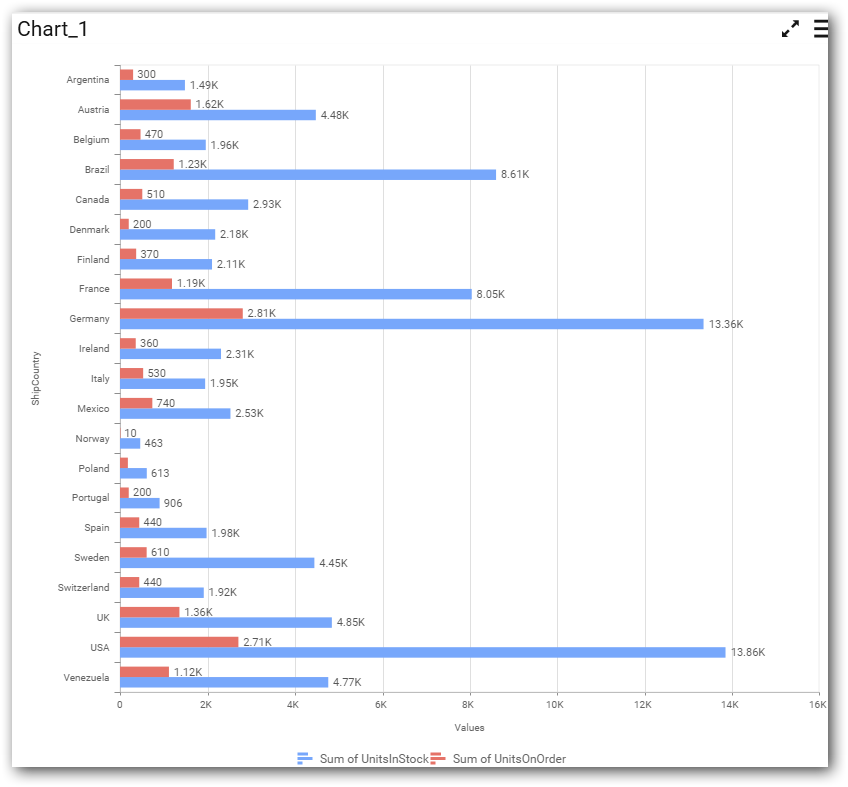 Chart_1
Argentina
300
1.49K
Austria
1.62K
4.48K
Belgium
470
1.96K
Brazil
1.23K
8.61K
Canada
510
2.93K
Denmark
200
2.18K
Finland
370
2.11K
France
1.19K
8.05K
Germany
2.81K
13.36K
Ireland
360
2.31K
Italy
530
1.95K
Mexico
740
2.53K
Norway
10
463
Poland
613
Portugal
200
906
Spain
440
1.98K
Sweden
610
4.45K
Switzerland
440
1.92K
UK
1.36K
4.85K
USA
2.71K
13.86K
Venezuela
1.12K
4.77K
ShipCountry
0 2K 4K 6K 8K 10K 12K 14K 16K
Values
Sum of UnitsInStock Sum of UnitsOnOrder